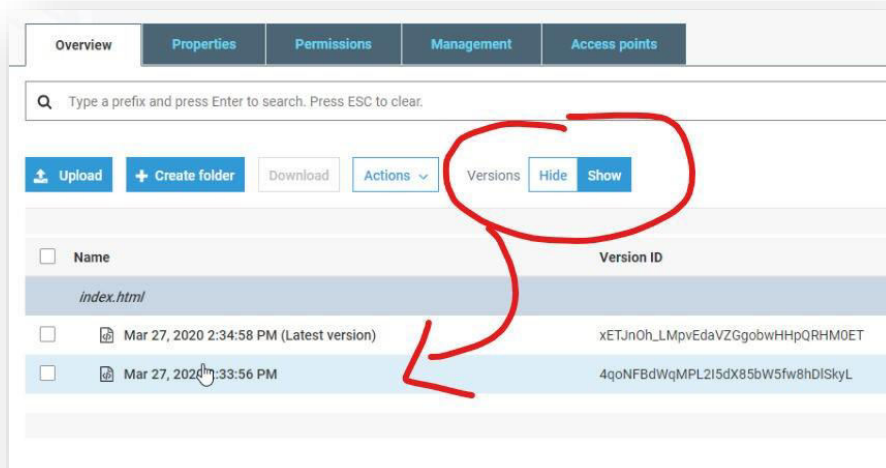 Overview Properties Permissions Management Access points
Type a prefix and press Enter to search. Press ESC to clear.
Upload Create folder Download Actions Versions Hide Show
Name Version ID
index.html
Mar 27, 2020 2:34:58 PM (Latest version) xETJnOh_LMpvEdaVZGgobwHHpQRHM0ET
Mar 27, :33:56 PM 4qoNFBdWqMPL2I5dX85bW5fw8hDlSkyL